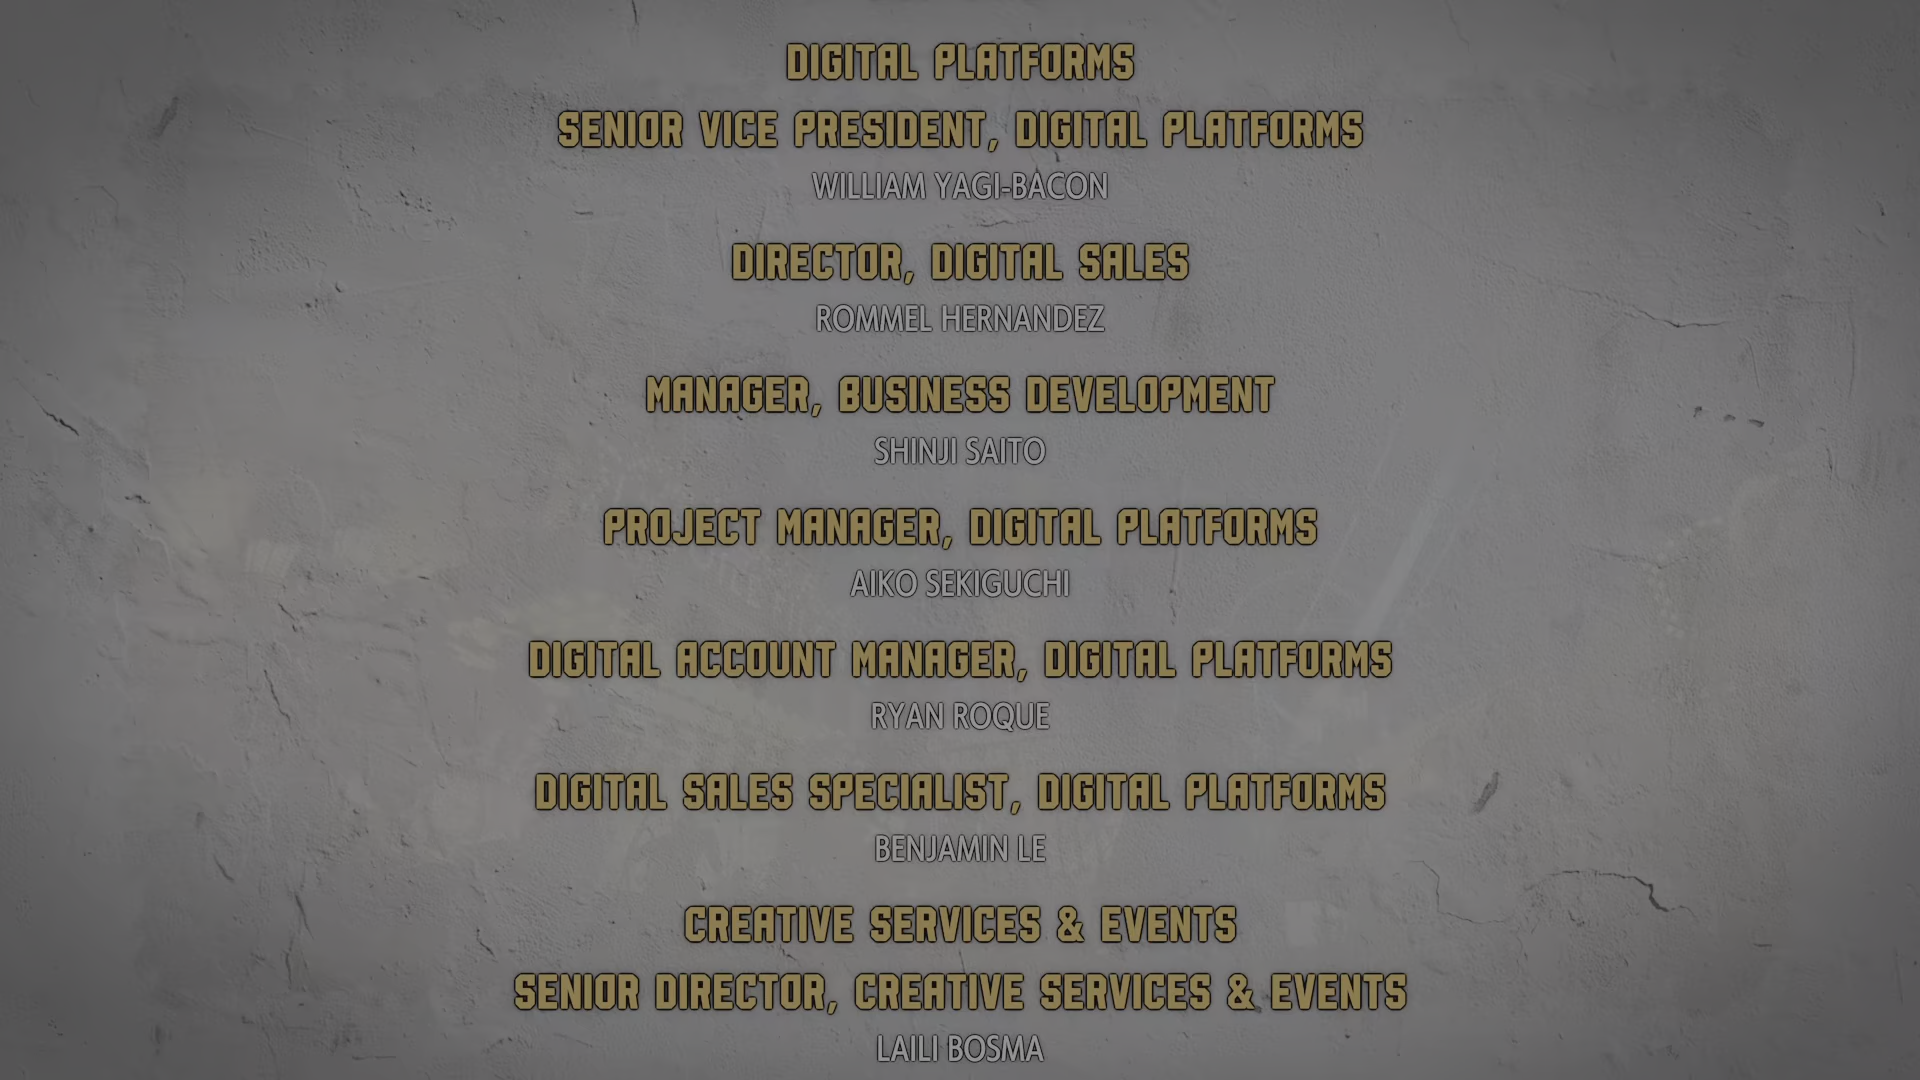 DIGITAL PLATFORMS
SENIOR VICE PRESIDENT, DIGITAL PLATFORMS
WILLIAM YAGI-BACON
DIRECTOR, DIGITAL SALES
ROMMEL HERNANDEZ
MANAGER, BUSINESS DEVELOPMENT
SHINJI SAITO
PROJECT MANAGER, DIGITAL PLATFORMS
AIKO SEKIGUCHI
DIGITAL ACCOUNT MANAGER, DIGITAL PLATFORMS
RYAN ROQUE
DIGITAL SALES SPECIALIST, DIGITAL PLATFORMS
BENJAMIN LE
CREATIVE SERVICES & EVENTS
SENIOR DIRECTOR, CREATIVE SERVICES & EVENTS
LAILI BOSMA